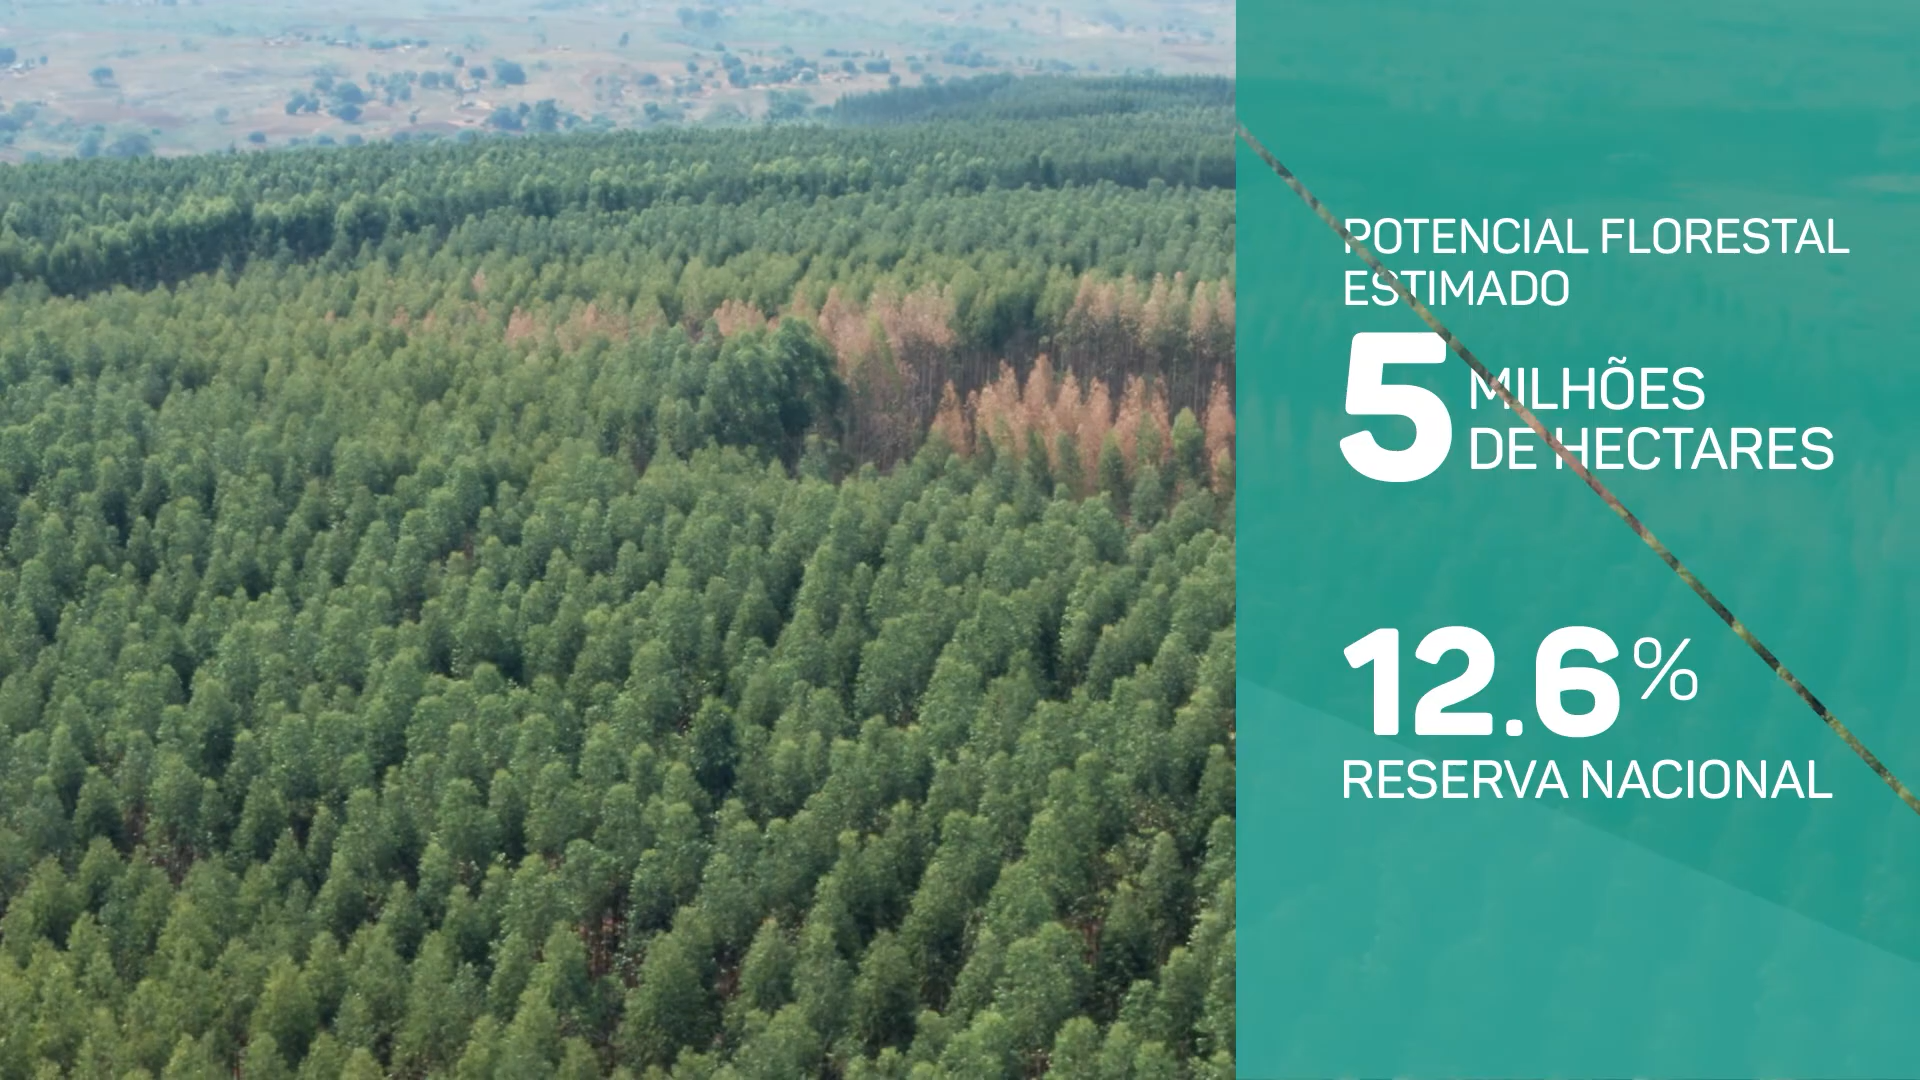 POTENCIAL FLORESTAL
ESTIMADO
5 MILHÕES
DE HECTARES
12.6%
RESERVA NACIONAL